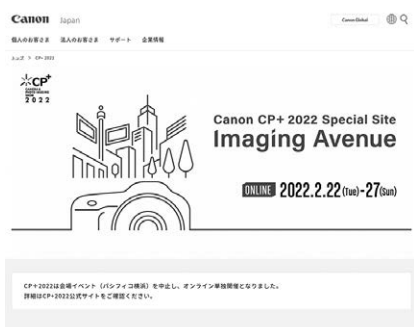 Canon Japan
Canon Global
個人のお客さま 法人のお客さま サポート 企業情報
トップ > CP+ 2022
CP+
2022
Canon CP+ 2022 Special Site
Imaging Avenue
ONLINE 2022.2.22(Tue)-27(Sun)
CP+2022は会場イベント（パシフィコ横浜）を中止し、オンライン単独開催となりました。
詳細はCP+2022公式サイトをご確認ください。